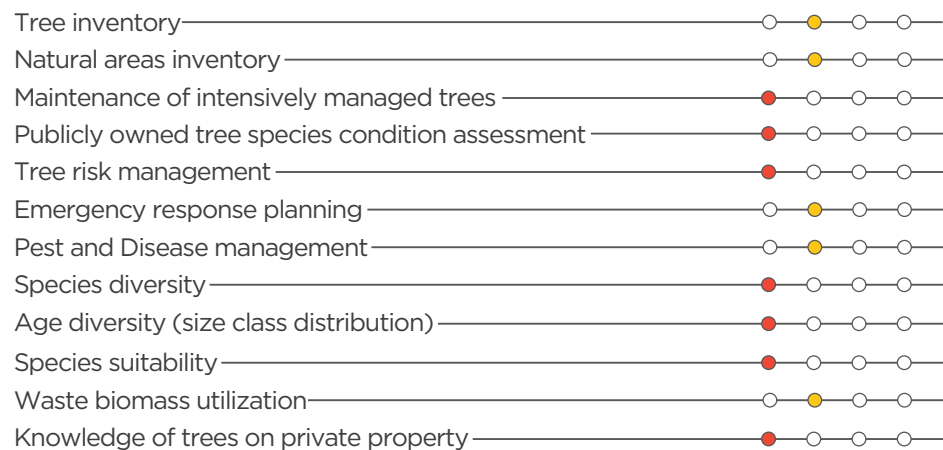 Tree inventory
Natural areas inventory
Maintenance of intensively managed trees
Publicly owned tree species condition assessment
Tree risk management
Emergency response planning
Pest and Disease management
Species diversity
Age diversity (size class distribution)
Species suitability
Waste biomass utilization
Knowledge of trees on private property